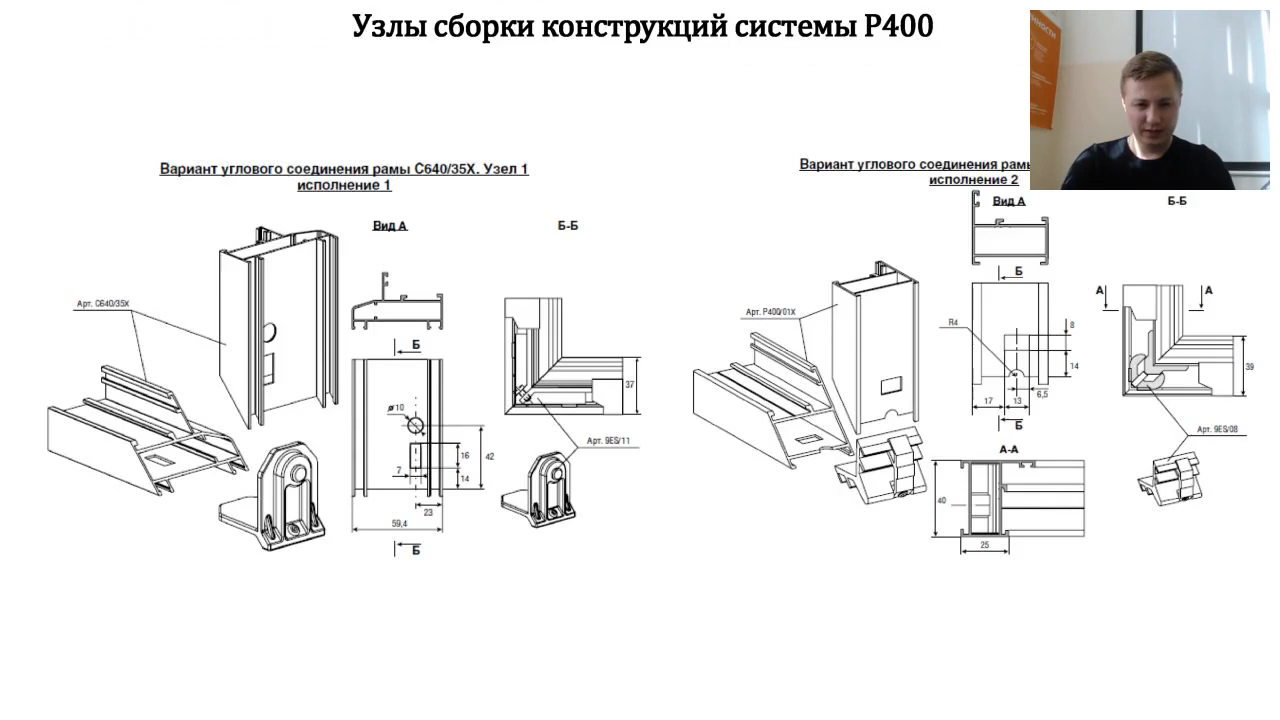 Узлы сборки конструкций системы Р400
Вариант углового соединения рамы С640/35Х. Узел 1
исполнение 1
Вид А
Б-Б
Арт. С640/35Х
Б
ø10
16
42
7
14
23
59,4
Б
37
Арт. 9ES/11
Вариант углового соединения
исполнение 2
Вид А
Б-Б
Б
А
А
Арт. Р400/01Х
R4
8
14
17
13
6,5
Б
39
Арт. 9ES/08
А-А
40
25